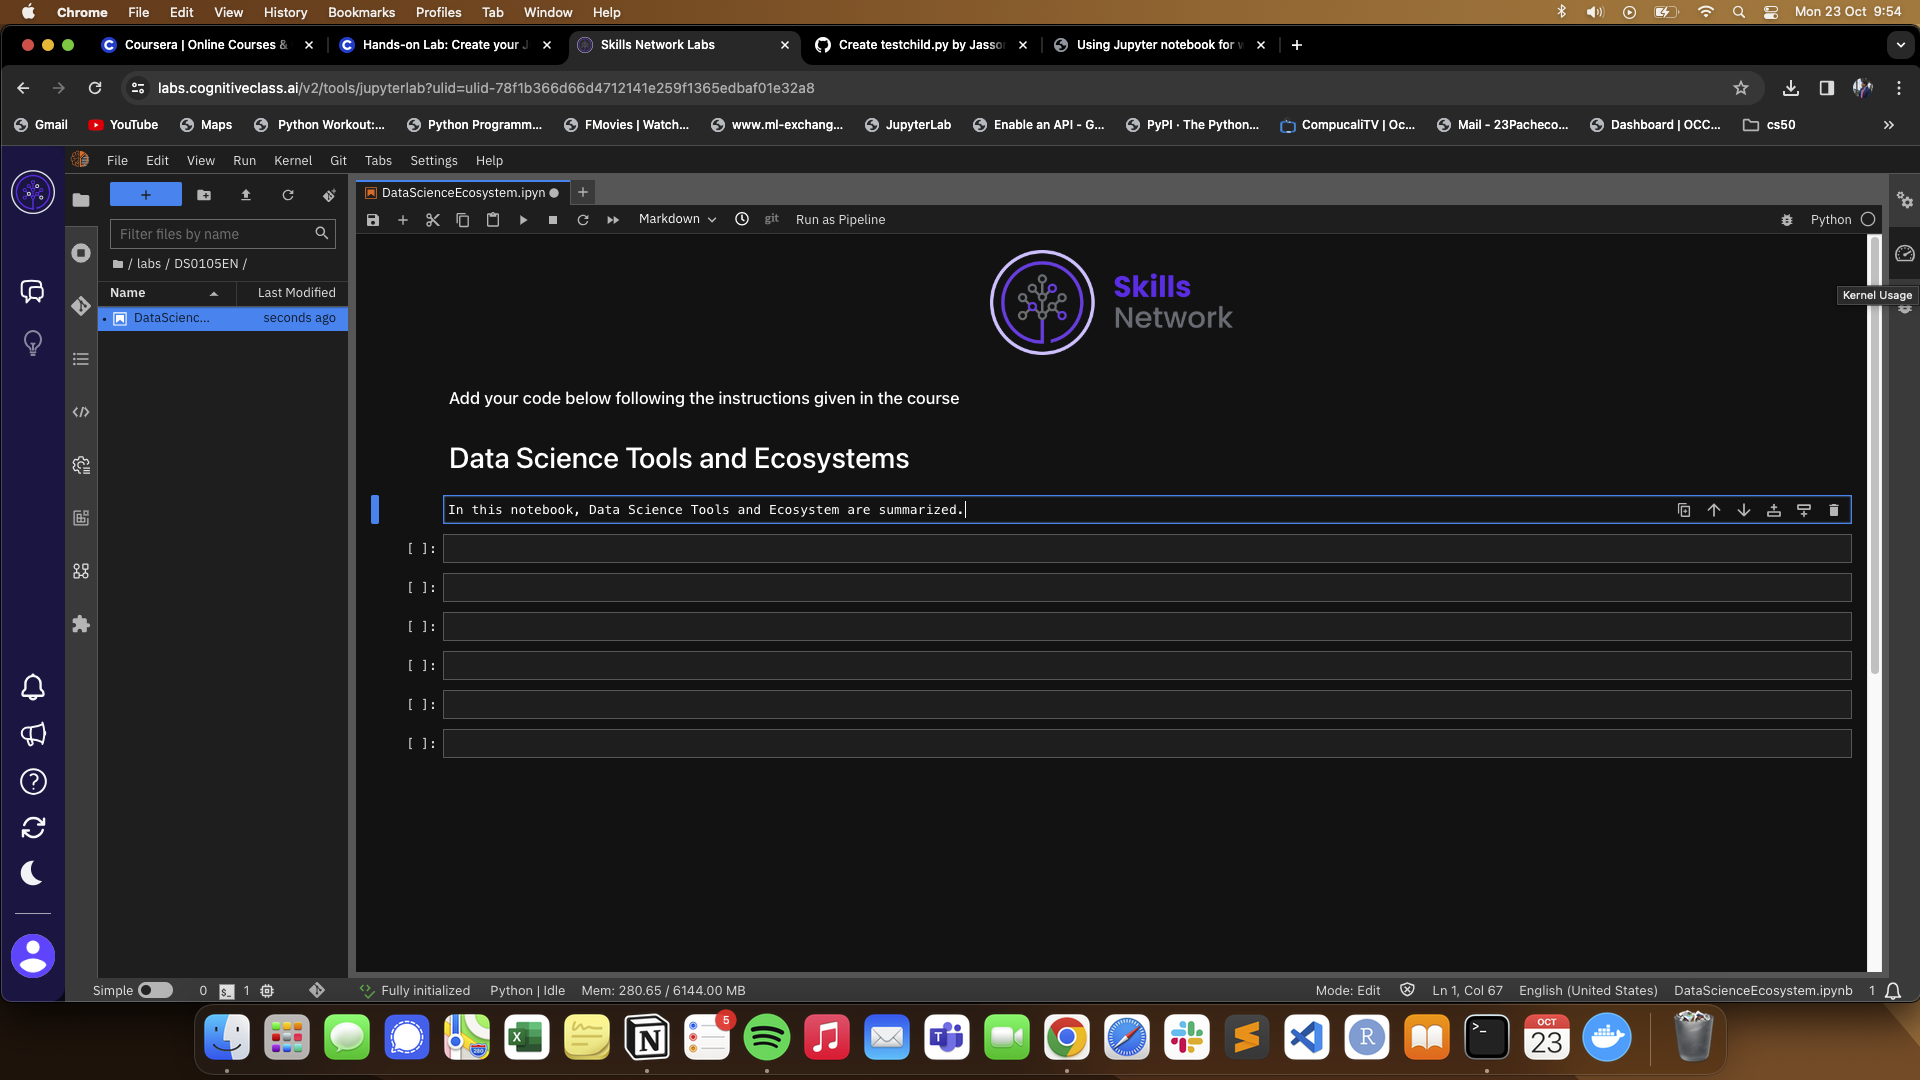 Chrome File Edit View History Bookmarks Profiles Tab Window Help Mon 23 Oct 9:54
Coursera | Online Courses & Hands-on Lab: Create your J Skills Network Labs Create testchild.py by Jasso Using Jupyter notebook for w
labs.cognitiveclass.ai/v2/tools/jupyterlab?ulid=ulid-78f1b366d66d4712141e259f1365edbaf01e32a8
Gmail YouTube Maps Python Workout:... Python Programm... FMovies | Watch... www.ml-exchang... JupyterLab Enable an API - G... PyPI · The Python... CompucaliTV | Oc... Mail - 23Pacheco... Dashboard | OCC... cs50 »
File Edit View Run Kernel Git Tabs Settings Help
DataScienceEcosystem.ipyn
Markdown git Run as Pipeline Python
Filter files by name
/ labs / DS0105EN /
Name Last Modified
DataScienc... seconds ago
Kernel Usage
Skills
Network
Add your code below following the instructions given in the course
Data Science Tools and Ecosystems
In this notebook, Data Science Tools and Ecosystem are summarized.
[ ]:
[ ]:
[ ]:
[ ]:
[ ]:
[ ]:
Simple 0 $_ 1 Fully initialized Python | Idle Mem: 280.65 / 6144.00 MB Mode: Edit Ln 1, Col 67 English (United States) DataScienceEcosystem.ipynb 1
5
OCT
23